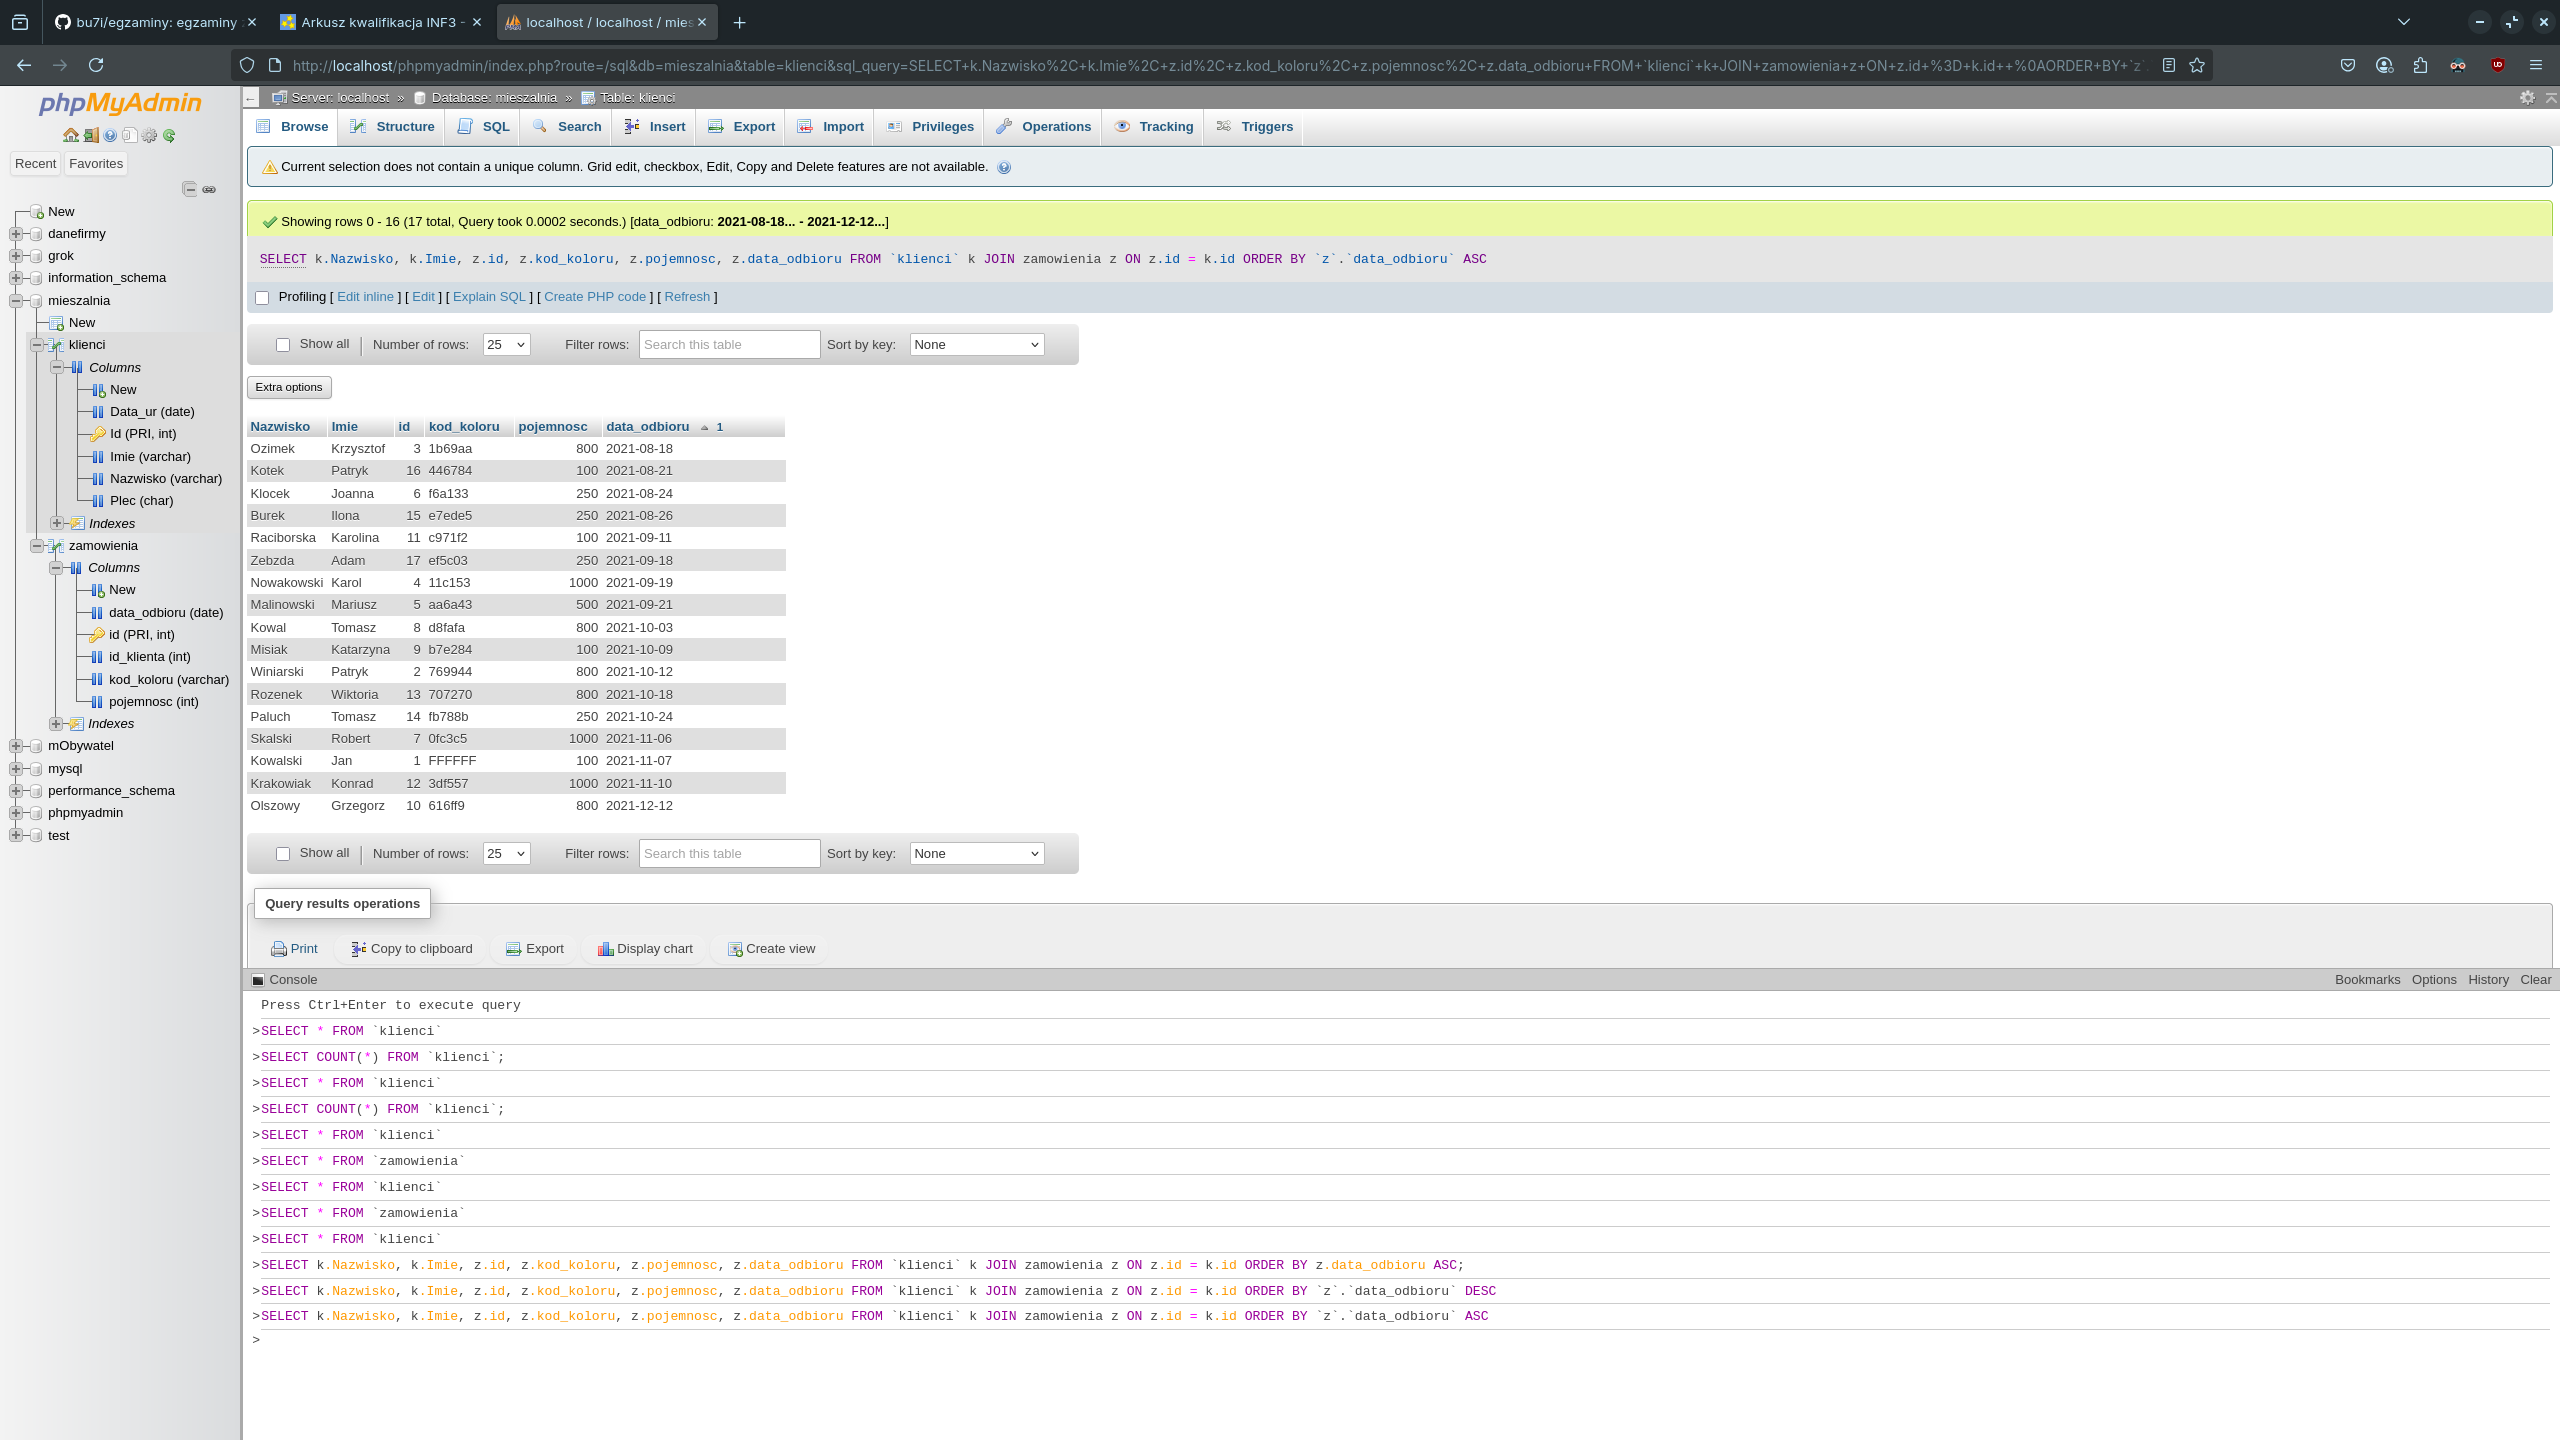 bu7i/egzaminy: egzaminy
Arkusz kwalifikacja INF3 -
localhost / localhost / mies
http://localhost/phpmyadmin/index.php?route=/sql&db=mieszalnia&table=klienci&sql_query=SELECT+k.Nazwisko%2C+k.Imie%2C+z.id%2C+z.kod_koloru%2C+z.pojemnosc%2C+z.data_odbioru+FROM+`klienci`+k+JOIN+zamowienia+z+ON+z.id+%3D+k.id++%0AORDER+BY+`z`.
phpMyAdmin
Recent Favorites
New
danefirmy
grok
information_schema
mieszalnia
New
klienci
Columns
New
Data_ur (date)
Id (PRI, int)
Imie (varchar)
Nazwisko (varchar)
Plec (char)
Indexes
zamowienia
Columns
New
data_odbioru (date)
id (PRI, int)
id_klienta (int)
kod_koloru (varchar)
pojemnosc (int)
Indexes
mObywatel
mysql
performance_schema
phpmyadmin
test
Server: localhost » Database: mieszalnia » Table: klienci
Browse Structure SQL Search Insert Export Import Privileges Operations Tracking Triggers
Current selection does not contain a unique column. Grid edit, checkbox, Edit, Copy and Delete features are not available.
Showing rows 0 - 16 (17 total, Query took 0.0002 seconds.) [data_odbioru: 2021-08-18... - 2021-12-12...]
SELECT k.Nazwisko, k.Imie, z.id, z.kod_koloru, z.pojemnosc, z.data_odbioru FROM `klienci` k JOIN zamowienia z ON z.id = k.id ORDER BY `z`.`data_odbioru` ASC
Profiling [ Edit inline ] [ Edit ] [ Explain SQL ] [ Create PHP code ] [ Refresh ]
Show all Number of rows: 25 Filter rows: Search this table Sort by key: None
Extra options
Nazwisko Imie id kod_koloru pojemnosc data_odbioru 1
Ozimek Krzysztof 3 1b69aa 800 2021-08-18
Kotek Patryk 16 446784 100 2021-08-21
Klocek Joanna 6 f6a133 250 2021-08-24
Burek Ilona 15 e7ede5 250 2021-08-26
Raciborska Karolina 11 c971f2 100 2021-09-11
Zebzda Adam 17 ef5c03 250 2021-09-18
Nowakowski Karol 4 11c153 1000 2021-09-19
Malinowski Mariusz 5 aa6a43 500 2021-09-21
Kowal Tomasz 8 d8fafa 800 2021-10-03
Misiak Katarzyna 9 b7e284 100 2021-10-09
Winiarski Patryk 2 769944 800 2021-10-12
Rozenek Wiktoria 13 707270 800 2021-10-18
Paluch Tomasz 14 fb788b 250 2021-10-24
Skalski Robert 7 0fc3c5 1000 2021-11-06
Kowalski Jan 1 FFFFFF 100 2021-11-07
Krakowiak Konrad 12 3df557 1000 2021-11-10
Olszowy Grzegorz 10 616ff9 800 2021-12-12
Show all Number of rows: 25 Filter rows: Search this table Sort by key: None
Query results operations
Print Copy to clipboard Export Display chart Create view
Console Bookmarks Options History Clear
Press Ctrl+Enter to execute query
>SELECT * FROM `klienci`
>SELECT COUNT(*) FROM `klienci`;
>SELECT * FROM `klienci`
>SELECT COUNT(*) FROM `klienci`;
>SELECT * FROM `klienci`
>SELECT * FROM `zamowienia`
>SELECT * FROM `klienci`
>SELECT * FROM `zamowienia`
>SELECT * FROM `klienci`
>SELECT k.Nazwisko, k.Imie, z.id, z.kod_koloru, z.pojemnosc, z.data_odbioru FROM `klienci` k JOIN zamowienia z ON z.id = k.id ORDER BY z.data_odbioru ASC;
>SELECT k.Nazwisko, k.Imie, z.id, z.kod_koloru, z.pojemnosc, z.data_odbioru FROM `klienci` k JOIN zamowienia z ON z.id = k.id ORDER BY `z`.`data_odbioru` DESC
>SELECT k.Nazwisko, k.Imie, z.id, z.kod_koloru, z.pojemnosc, z.data_odbioru FROM `klienci` k JOIN zamowienia z ON z.id = k.id ORDER BY `z`.`data_odbioru` ASC
>